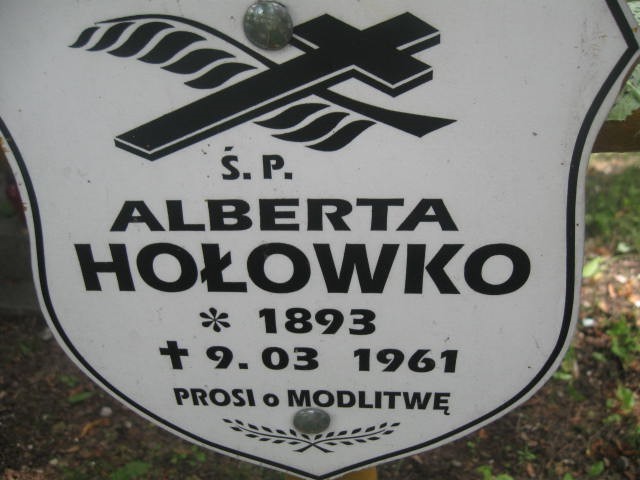 Ś. P.
ALBERTA
HOŁOWKO
* 1893
✝ 9. 03 1961
PROSI o MODLITWĘ